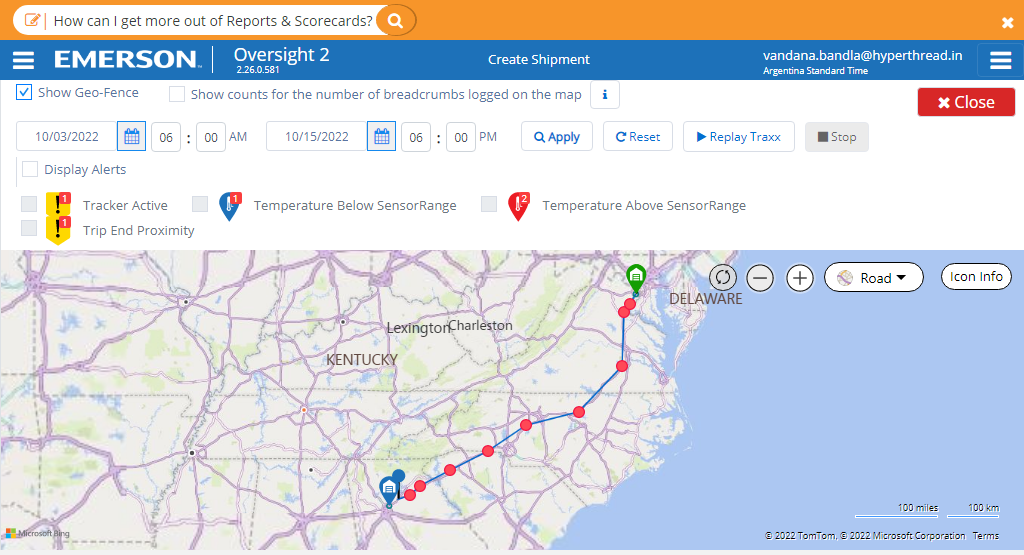 How can I get more out of Reports & Scorecards?
EMERSON
Oversight 2
2.26.0.581
Create Shipment
vandana.bandla@hyperthread.in
Argentina Standard Time
Show Geo-Fence
Show counts for the number of breadcrumbs logged on the map
i
Close
10/03/2022
06 : 00 AM
10/15/2022
06 : 00 PM
Apply
Reset
Replay Traxx
Stop
Display Alerts
1
Tracker Active
1
Temperature Below SensorRange
2
Temperature Above SensorRange
1
Trip End Proximity
Road
Icon Info
DELAWARE
Lexington
Charleston
KENTUCKY
100 miles
100 km
Microsoft Bing
© 2022 TomTom, © 2022 Microsoft Corporation Terms